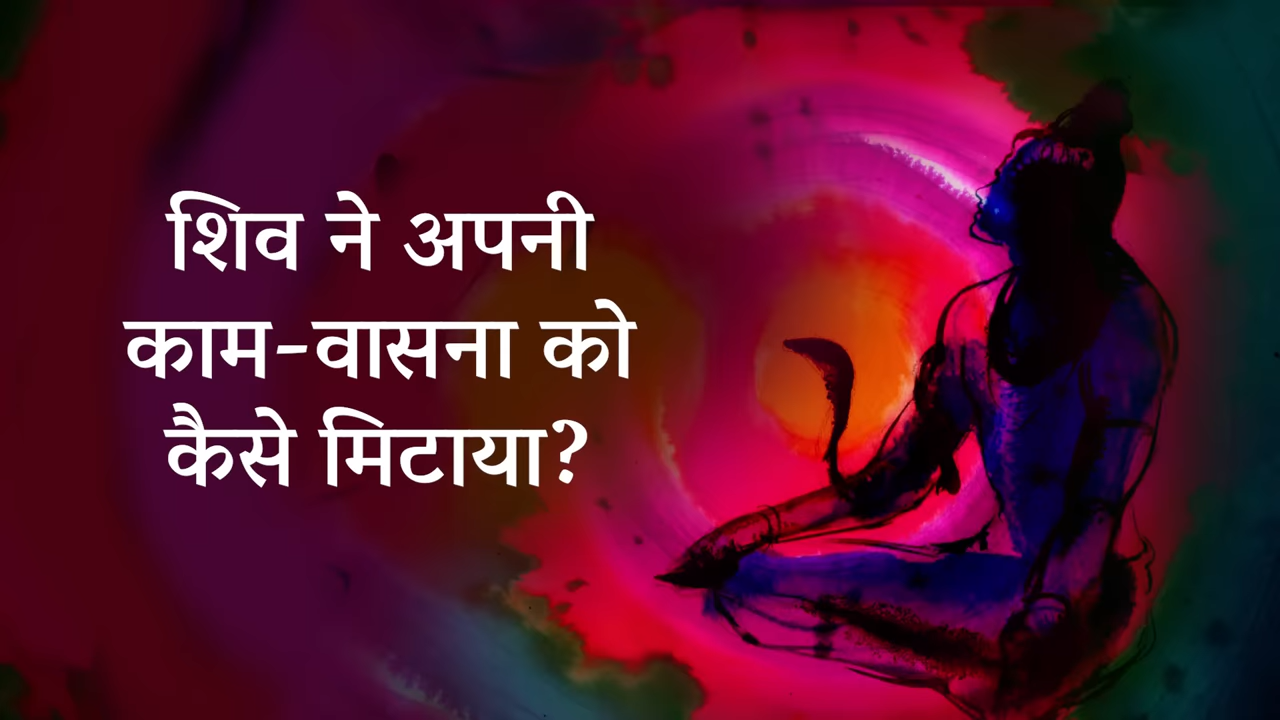 शिव ने अपनी
काम-वासना को
कैसे मिटाया?